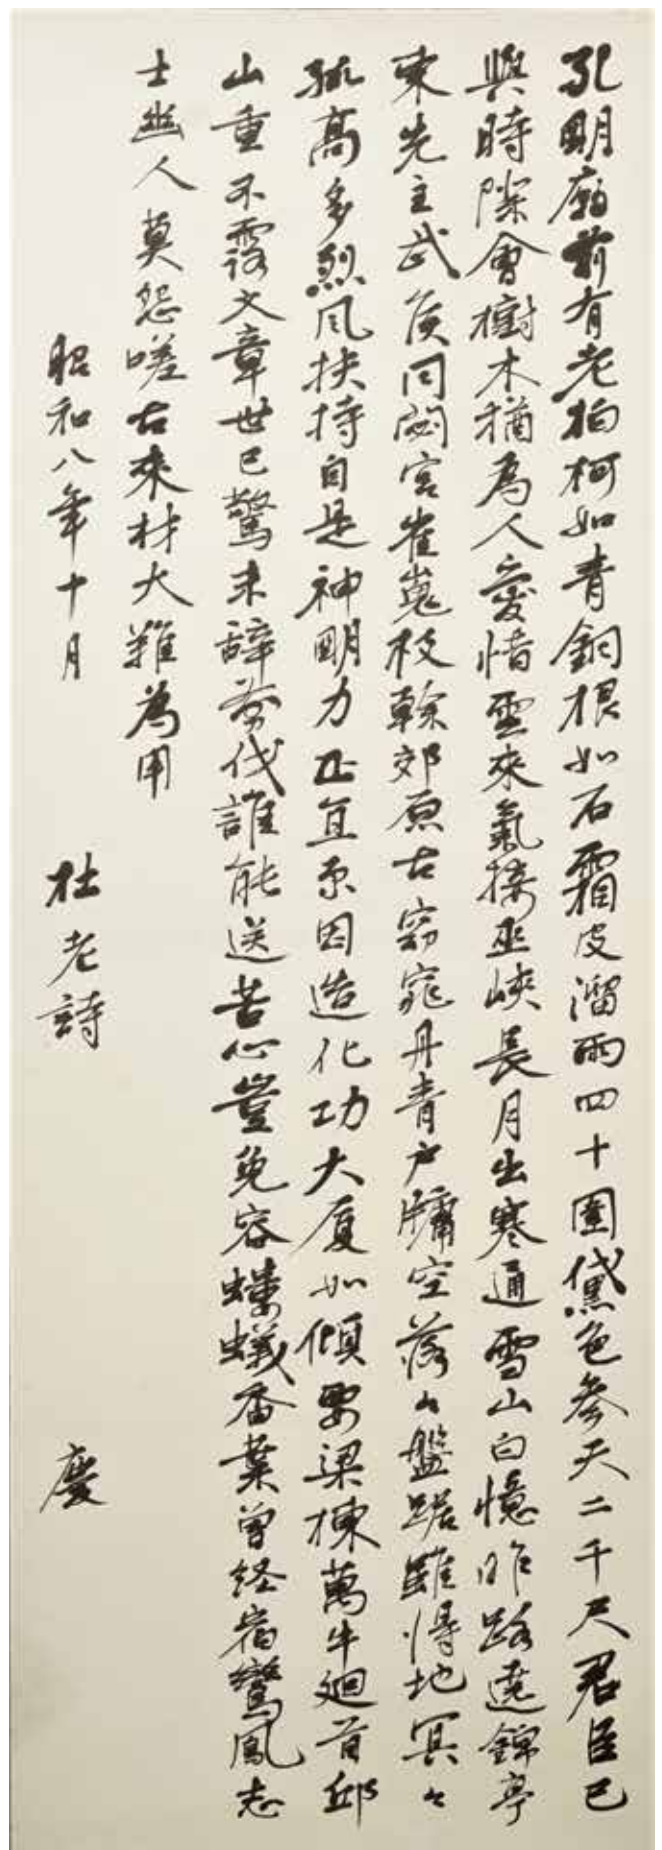 孔明廟前有老柏柯如青銅根如石霜皮溜雨四十圍黛色參天二千尺君臣已
與時際會樹木猶為人愛惜雲來氣接巫峽長月出寒通雪山白憶昨路遶錦亭
東先主武侯同閟宮崔嵬枝榦郊原古窈窕丹青戶牖空落々盤踞雖得地冥々
孤高多烈風扶持自是神明力正直原因造化功大厦如傾要梁棟萬牛廻首邱
山重不露文章世已驚未辭翦伐誰能送苦心豈免容螻蟻香葉曾経宿鸞鳳志
士幽人莫怨嗟古來材大難為用
昭和八年十月　杜老詩　慶